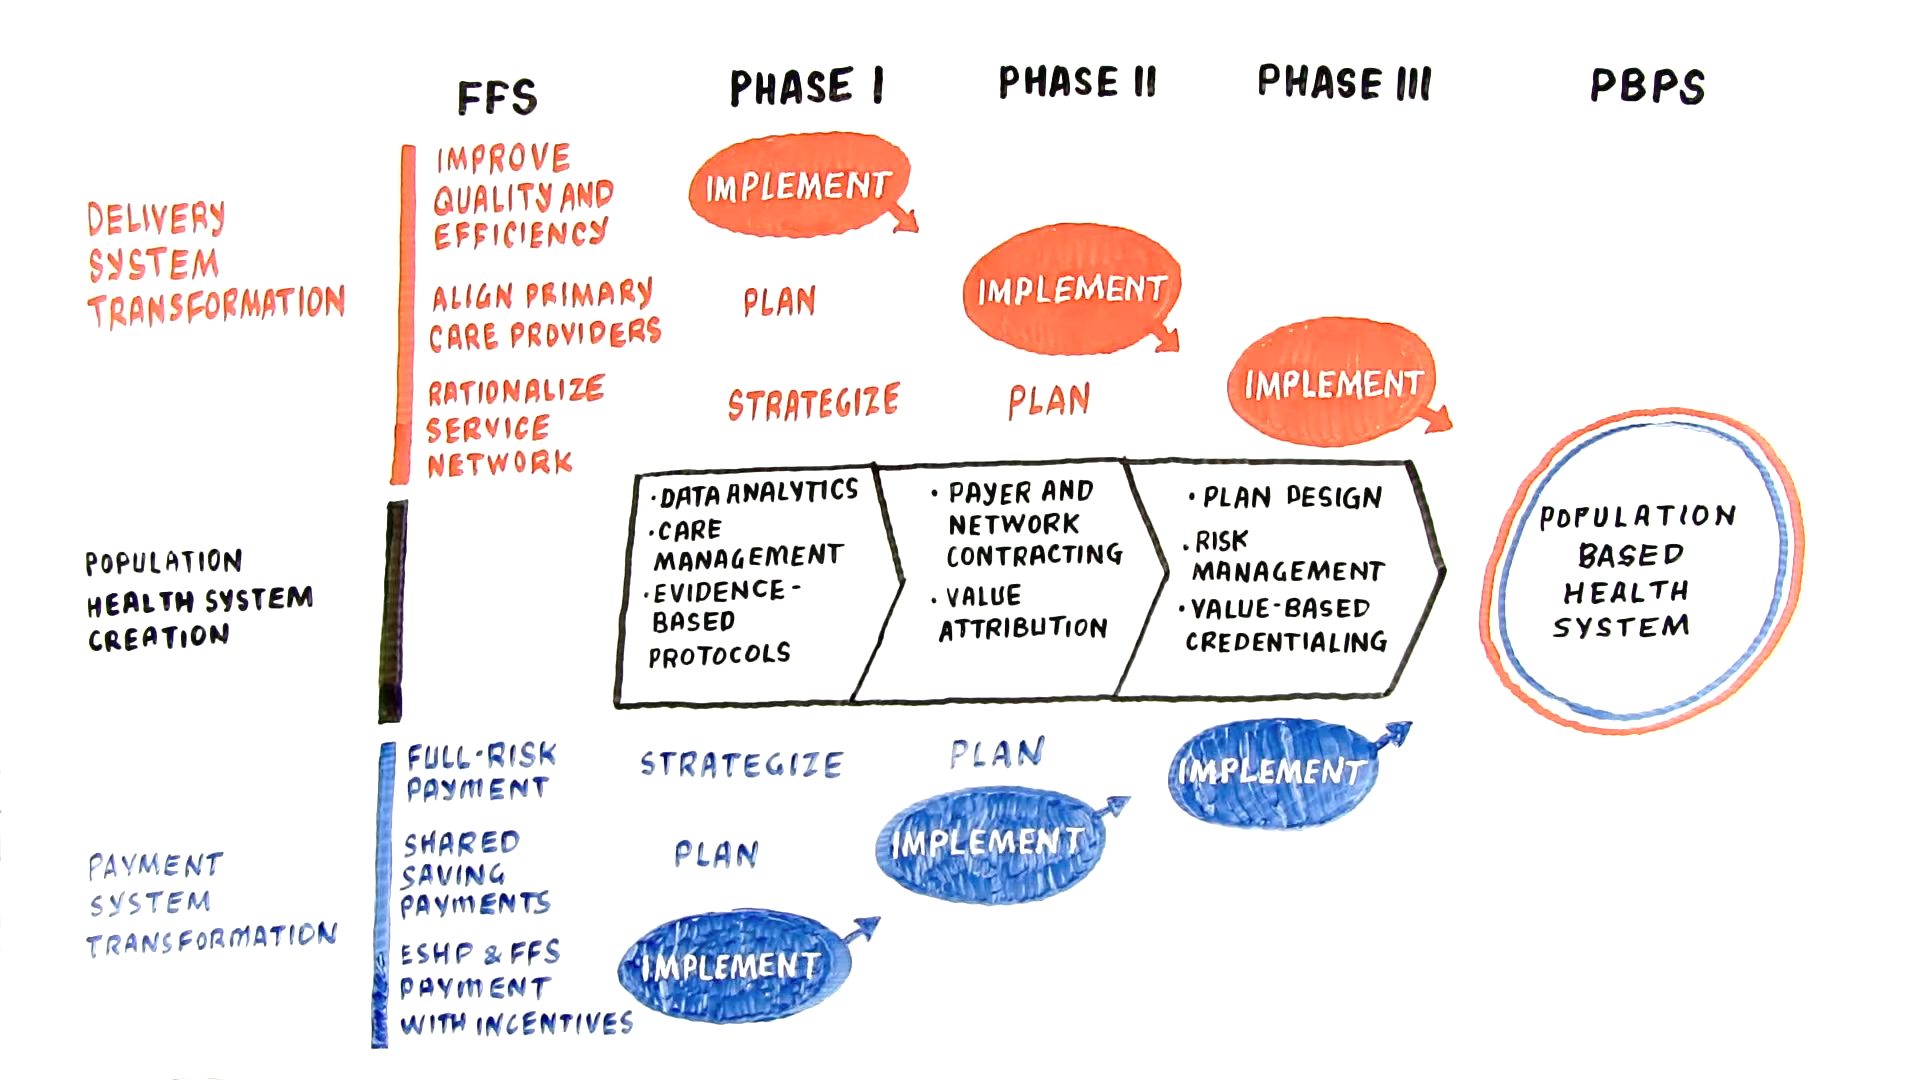 FFS
PHASE I
PHASE II
PHASE III
PBPS
DELIVERY
SYSTEM
TRANSFORMATION
IMPROVE
QUALITY AND
EFFICIENCY
IMPLEMENT
ALIGN PRIMARY
CARE PROVIDERS
PLAN
IMPLEMENT
RATIONALIZE
SERVICE
NETWORK
STRATEGIZE
PLAN
IMPLEMENT
POPULATION
HEALTH SYSTEM
CREATION
• DATA ANALYTICS
• CARE
MANAGEMENT
• EVIDENCE-
BASED
PROTOCOLS
• PAYER AND
NETWORK
CONTRACTING
• VALUE
ATTRIBUTION
• PLAN DESIGN
• RISK
MANAGEMENT
• VALUE-BASED
CREDENTIALING
POPULATION
BASED
HEALTH
SYSTEM
PAYMENT
SYSTEM
TRANSFORMATION
FULL-RISK
PAYMENT
STRATEGIZE
PLAN
IMPLEMENT
SHARED
SAVING
PAYMENTS
PLAN
IMPLEMENT
ESHP & FFS
PAYMENT
WITH INCENTIVES
IMPLEMENT